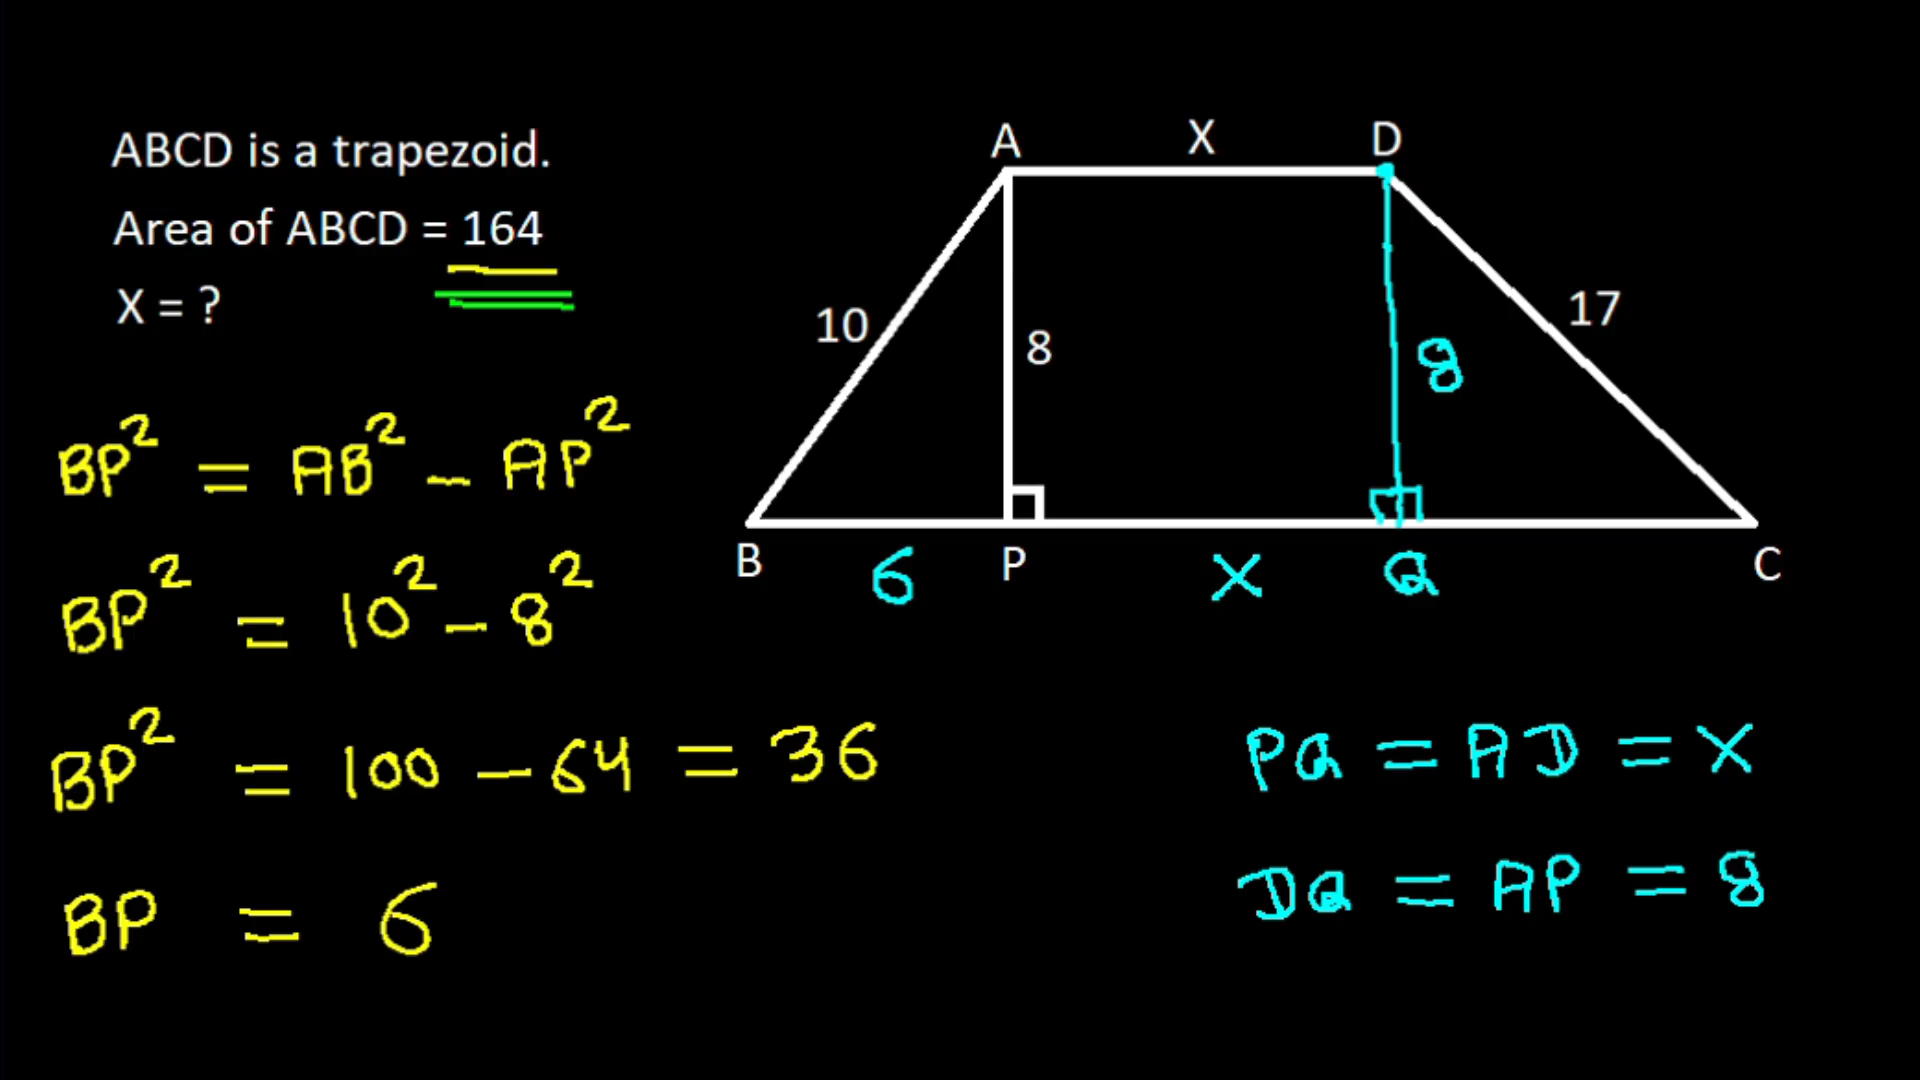 ABCD is a trapezoid.
Area of ABCD = 164
X = ?
A X D
10
8
8
17
B 6 P X Q C
BP² = AB² - AP²
BP² = 10² - 8²
BP² = 100 - 64 = 36
BP = 6
PQ = AD = X
DQ = AP = 8